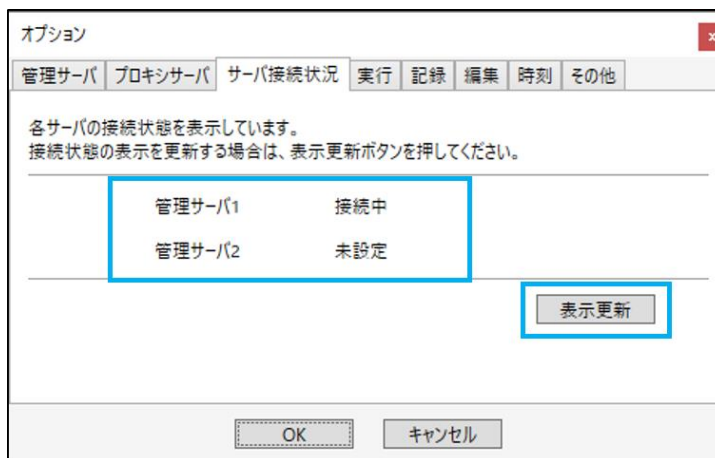 オプション
x
管理サーバ プロキシサーバ サーバ接続状況 実行 記録 編集 時刻 その他
各サーバの接続状態を表示しています。
接続状態の表示を更新する場合は、表示更新ボタンを押してください。
管理サーバ1 接続中
管理サーバ2 未設定
表示更新
OK キャンセル